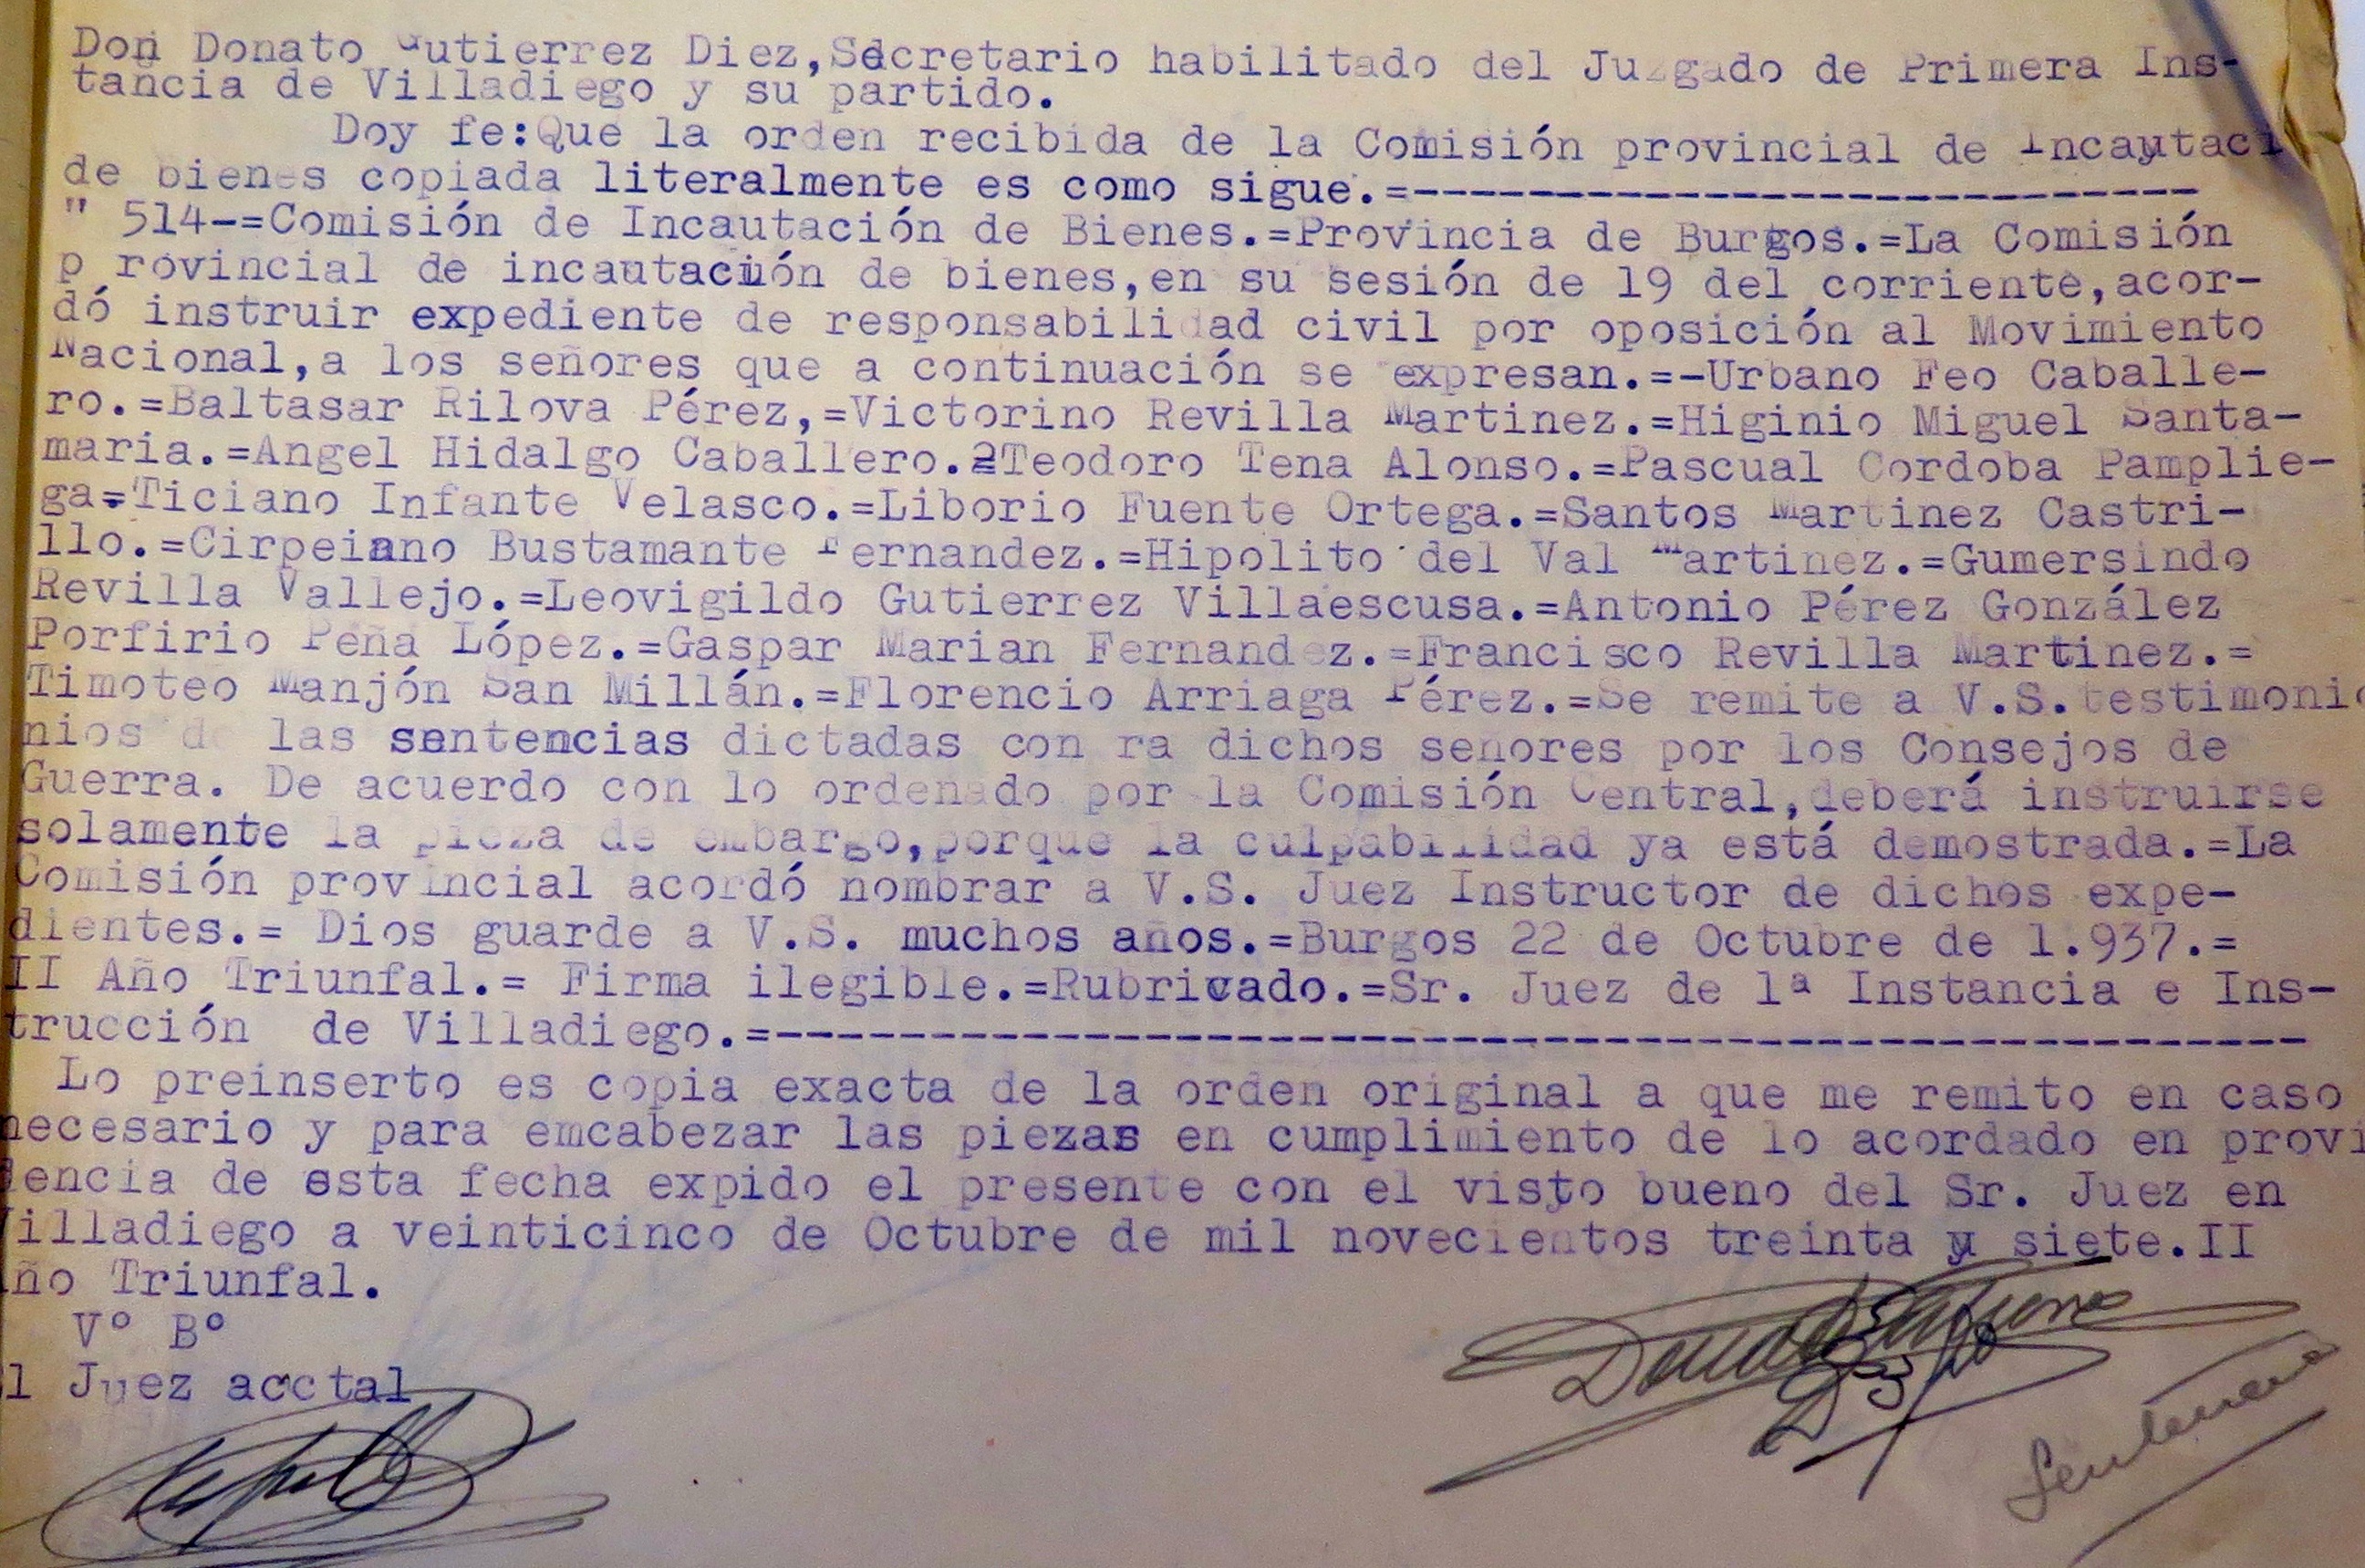 Don Donato Gutierrez Diez,Secretario habilitado del Juzgado de Primera Ins-
tancia de Villadiego y su partido.
Doy fe:Que la orden recibida de la Comisión provincial de Incautaci
de bienes copiada literalmente es como sigue.=---------------------------
" 514-=Comisión de Incautación de Bienes.=Provincia de Burgos.=La Comisión
p rovincial de incautación de bienes,en su sesión de 19 del corriente,acor-
dó instruir expediente de responsabilidad civil por oposición al Movimiento
Nacional,a los señores que a continuación se expresan.=-Urbano Feo Caballe-
ro.=Baltasar Rilova Pérez,=Victorino Revilla Martinez.=Higinio Miguel Santa-
maria.=Angel Hidalgo Caballero.=Teodoro Tena Alonso.=Pascual Cordoba Pamplie-
ga=Ticiano Infante Velasco.=Liborio Fuente Ortega.=Santos Martinez Castri-
llo.=Cirpeiano Bustamante Fernandez.=Hipolito del Val Martinez.=Gumersindo
Revilla Vallejo.=Leovigildo Gutierrez Villaescusa.=Antonio Pérez González
Porfirio Peña López.=Gaspar Marian Fernandez.=Francisco Revilla Martinez.=
Timoteo Manjón San Millán.=Florencio Arriaga Pérez.=Se remite a V.S.testimonio
nios de las sentencias dictadas con ra dichos señores por los Consejos de
Guerra. De acuerdo con lo ordenado por la Comisión Central,deberá instruirse
solamente la pieza de embargo,porque la culpabilidad ya está demostrada.=La
Comisión provincial acordó nombrar a V.S. Juez Instructor de dichos expe-
dientes.= Dios guarde a V.S. muchos años.=Burgos 22 de Octubre de 1.937.=
II Año Triunfal.= Firma ilegible.=Rubricado.=Sr. Juez de 1ª Instancia e Ins-
trucción de Villadiego.=--------------------------------------------------
Lo preinserto es copia exacta de la orden original a que me remito en caso
necesario y para emcabezar las piezas en cumplimiento de lo acordado en provi
dencia de esta fecha expido el presente con el visto bueno del Sr. Juez en
Villadiego a veinticinco de Octubre de mil novecientos treinta y siete.II
Año Triunfal.
Vº Bº
El Juez acctal
Donato Gutierrez